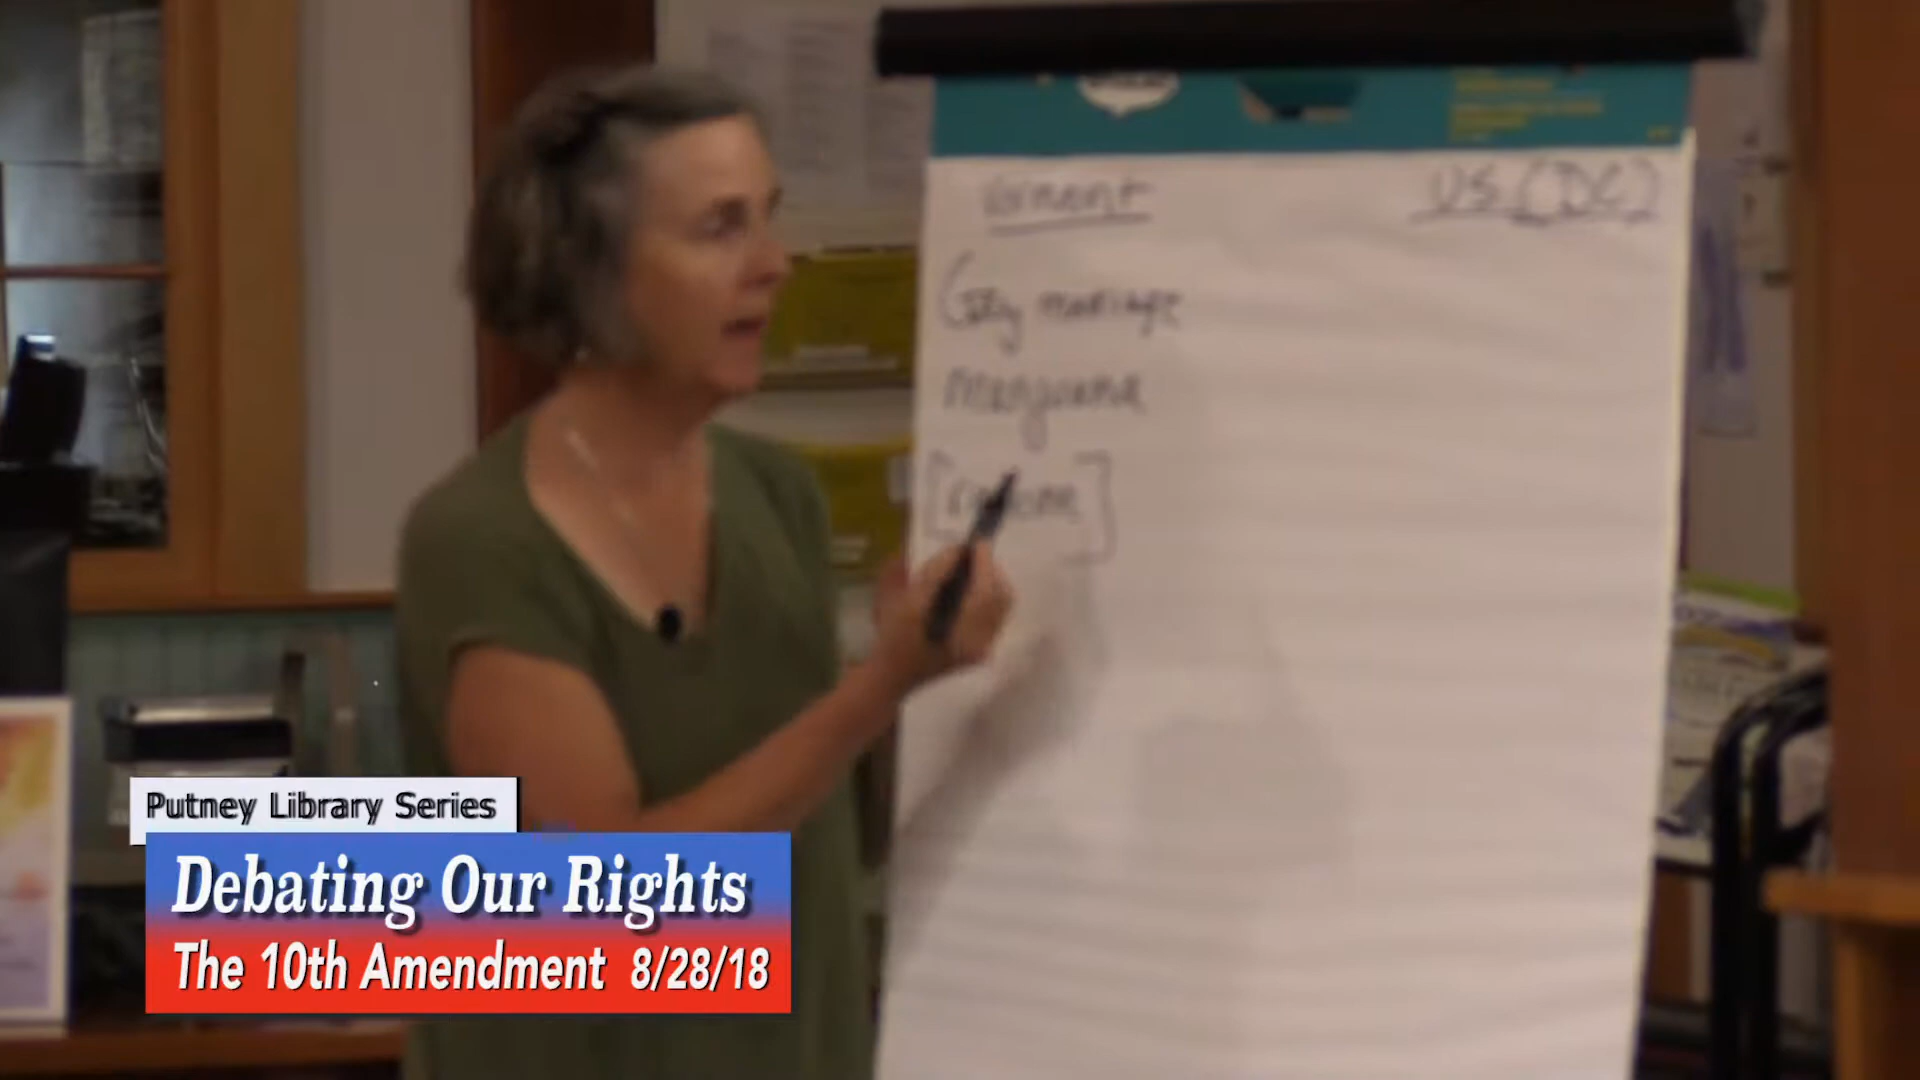 Vermont
US (DC)
Gay marriage
Marijuana
Putney Library Series
Debating Our Rights
The 10th Amendment 8/28/18